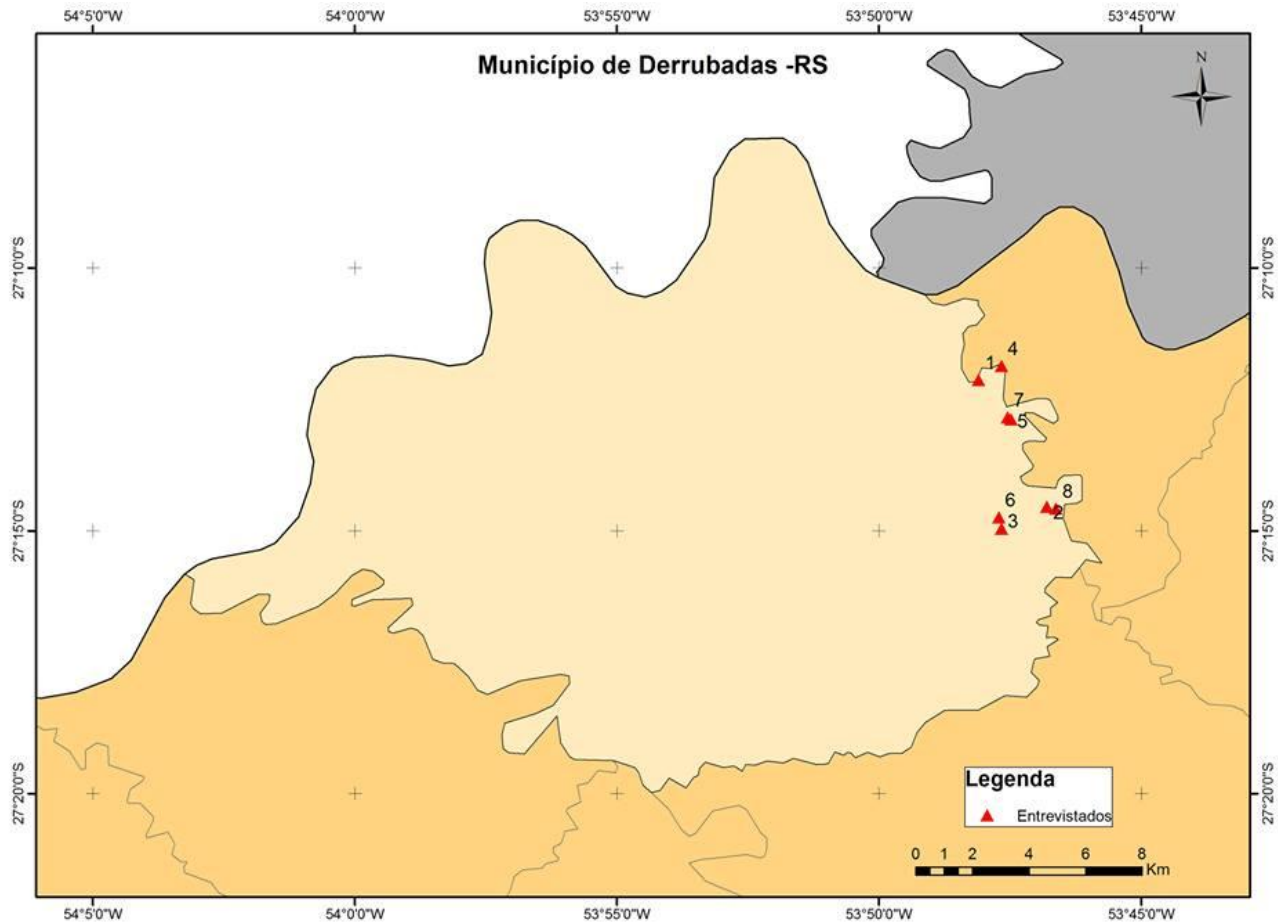 54°5'0"W 54°0'0"W 53°55'0"W 53°50'0"W 53°45'0"W
Município de Derrubadas -RS
N
27°10'0"S 27°10'0"S
4
1
7
5
8
6
2
3
27°15'0"S 27°15'0"S
Legenda
Entrevistados
27°20'0"S 27°20'0"S
0 1 2 4 6 8
Km
54°5'0"W 54°0'0"W 53°55'0"W 53°50'0"W 53°45'0"W